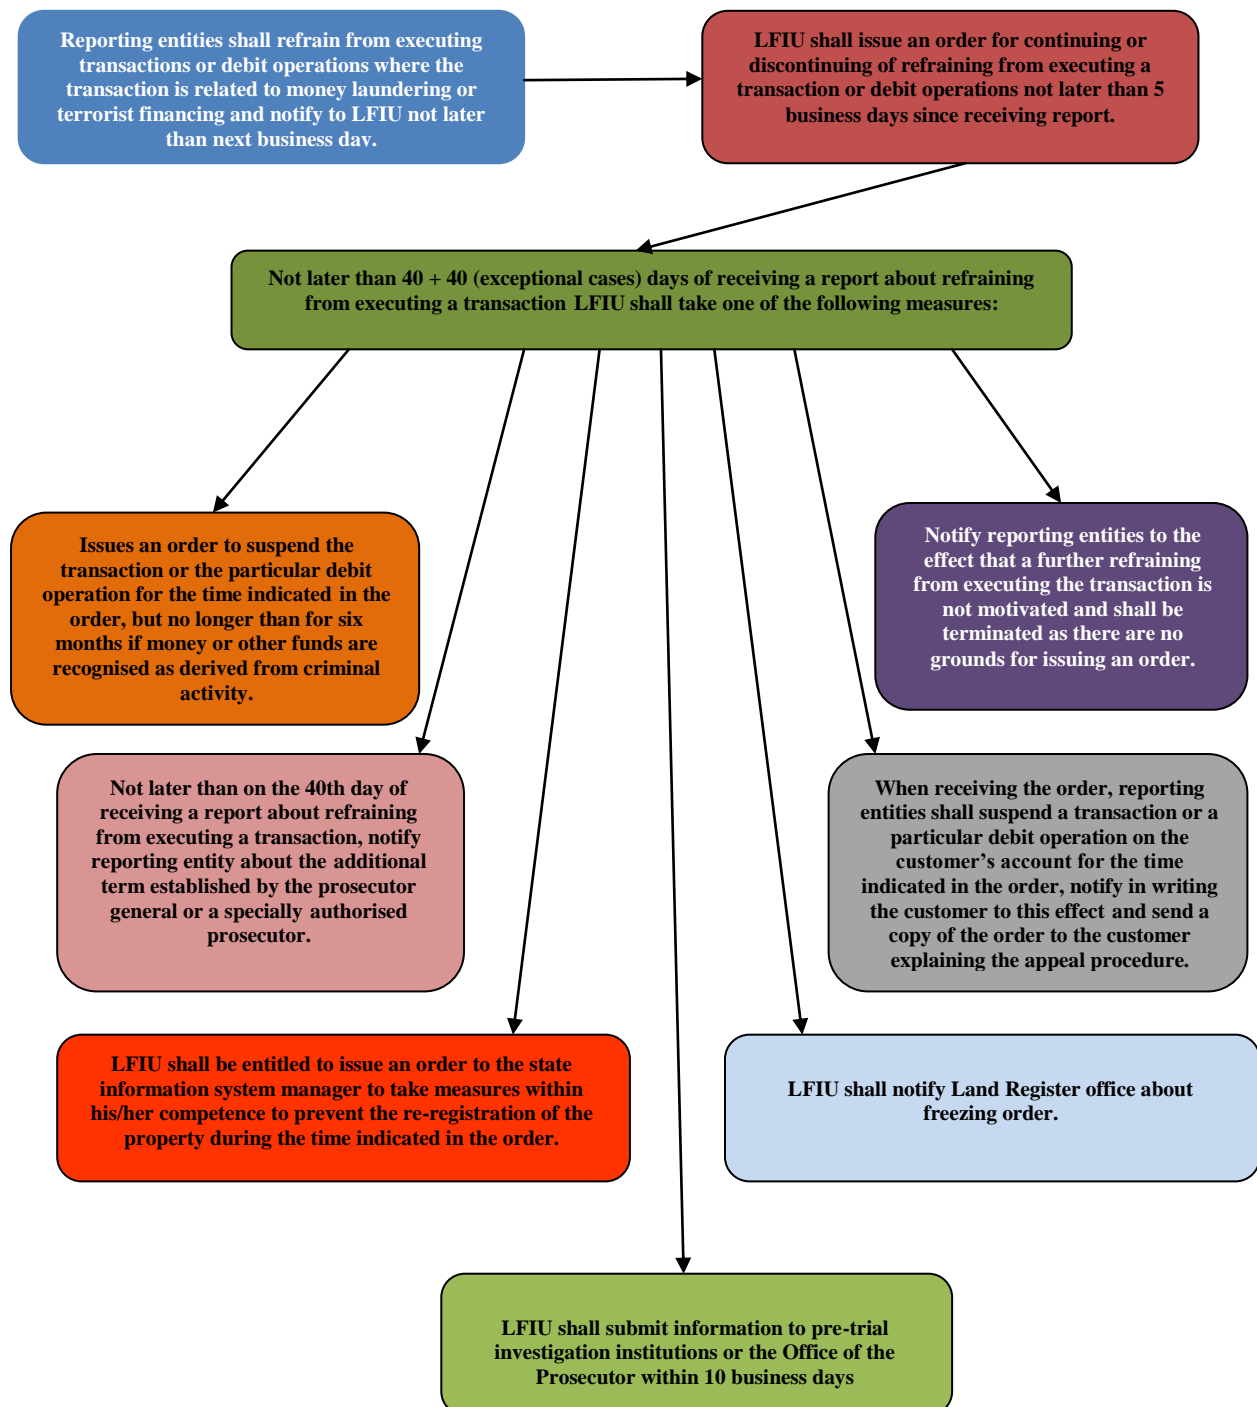 Reporting entities shall refrain from executing
transactions or debit operations where the
transaction is related to money laundering or
terrorist financing and notify to LFIU not later
than next business day.
LFIU shall issue an order for continuing or
discontinuing of refraining from executing a
transaction or debit operations not later than 5
business days since receiving report.
Not later than 40 + 40 (exceptional cases) days of receiving a report about refraining
from executing a transaction LFIU shall take one of the following measures:
Issues an order to suspend the
transaction or the particular debit
operation for the time indicated in the
order, but no longer than for six
months if money or other funds are
recognised as derived from criminal
activity.
Notify reporting entities to the
effect that a further refraining
from executing the transaction is
not motivated and shall be
terminated as there are no
grounds for issuing an order.
Not later than on the 40th day of
receiving a report about refraining
from executing a transaction, notify
reporting entity about the additional
term established by the prosecutor
general or a specially authorised
prosecutor.
When receiving the order, reporting
entities shall suspend a transaction or a
particular debit operation on the
customer’s account for the time
indicated in the order, notify in writing
the customer to this effect and send a
copy of the order to the customer
explaining the appeal procedure.
LFIU shall be entitled to issue an order to the state
information system manager to take measures within
his/her competence to prevent the re-registration of the
property during the time indicated in the order.
LFIU shall notify Land Register office about
freezing order.
LFIU shall submit information to pre-trial
investigation institutions or the Office of the
Prosecutor within 10 business days